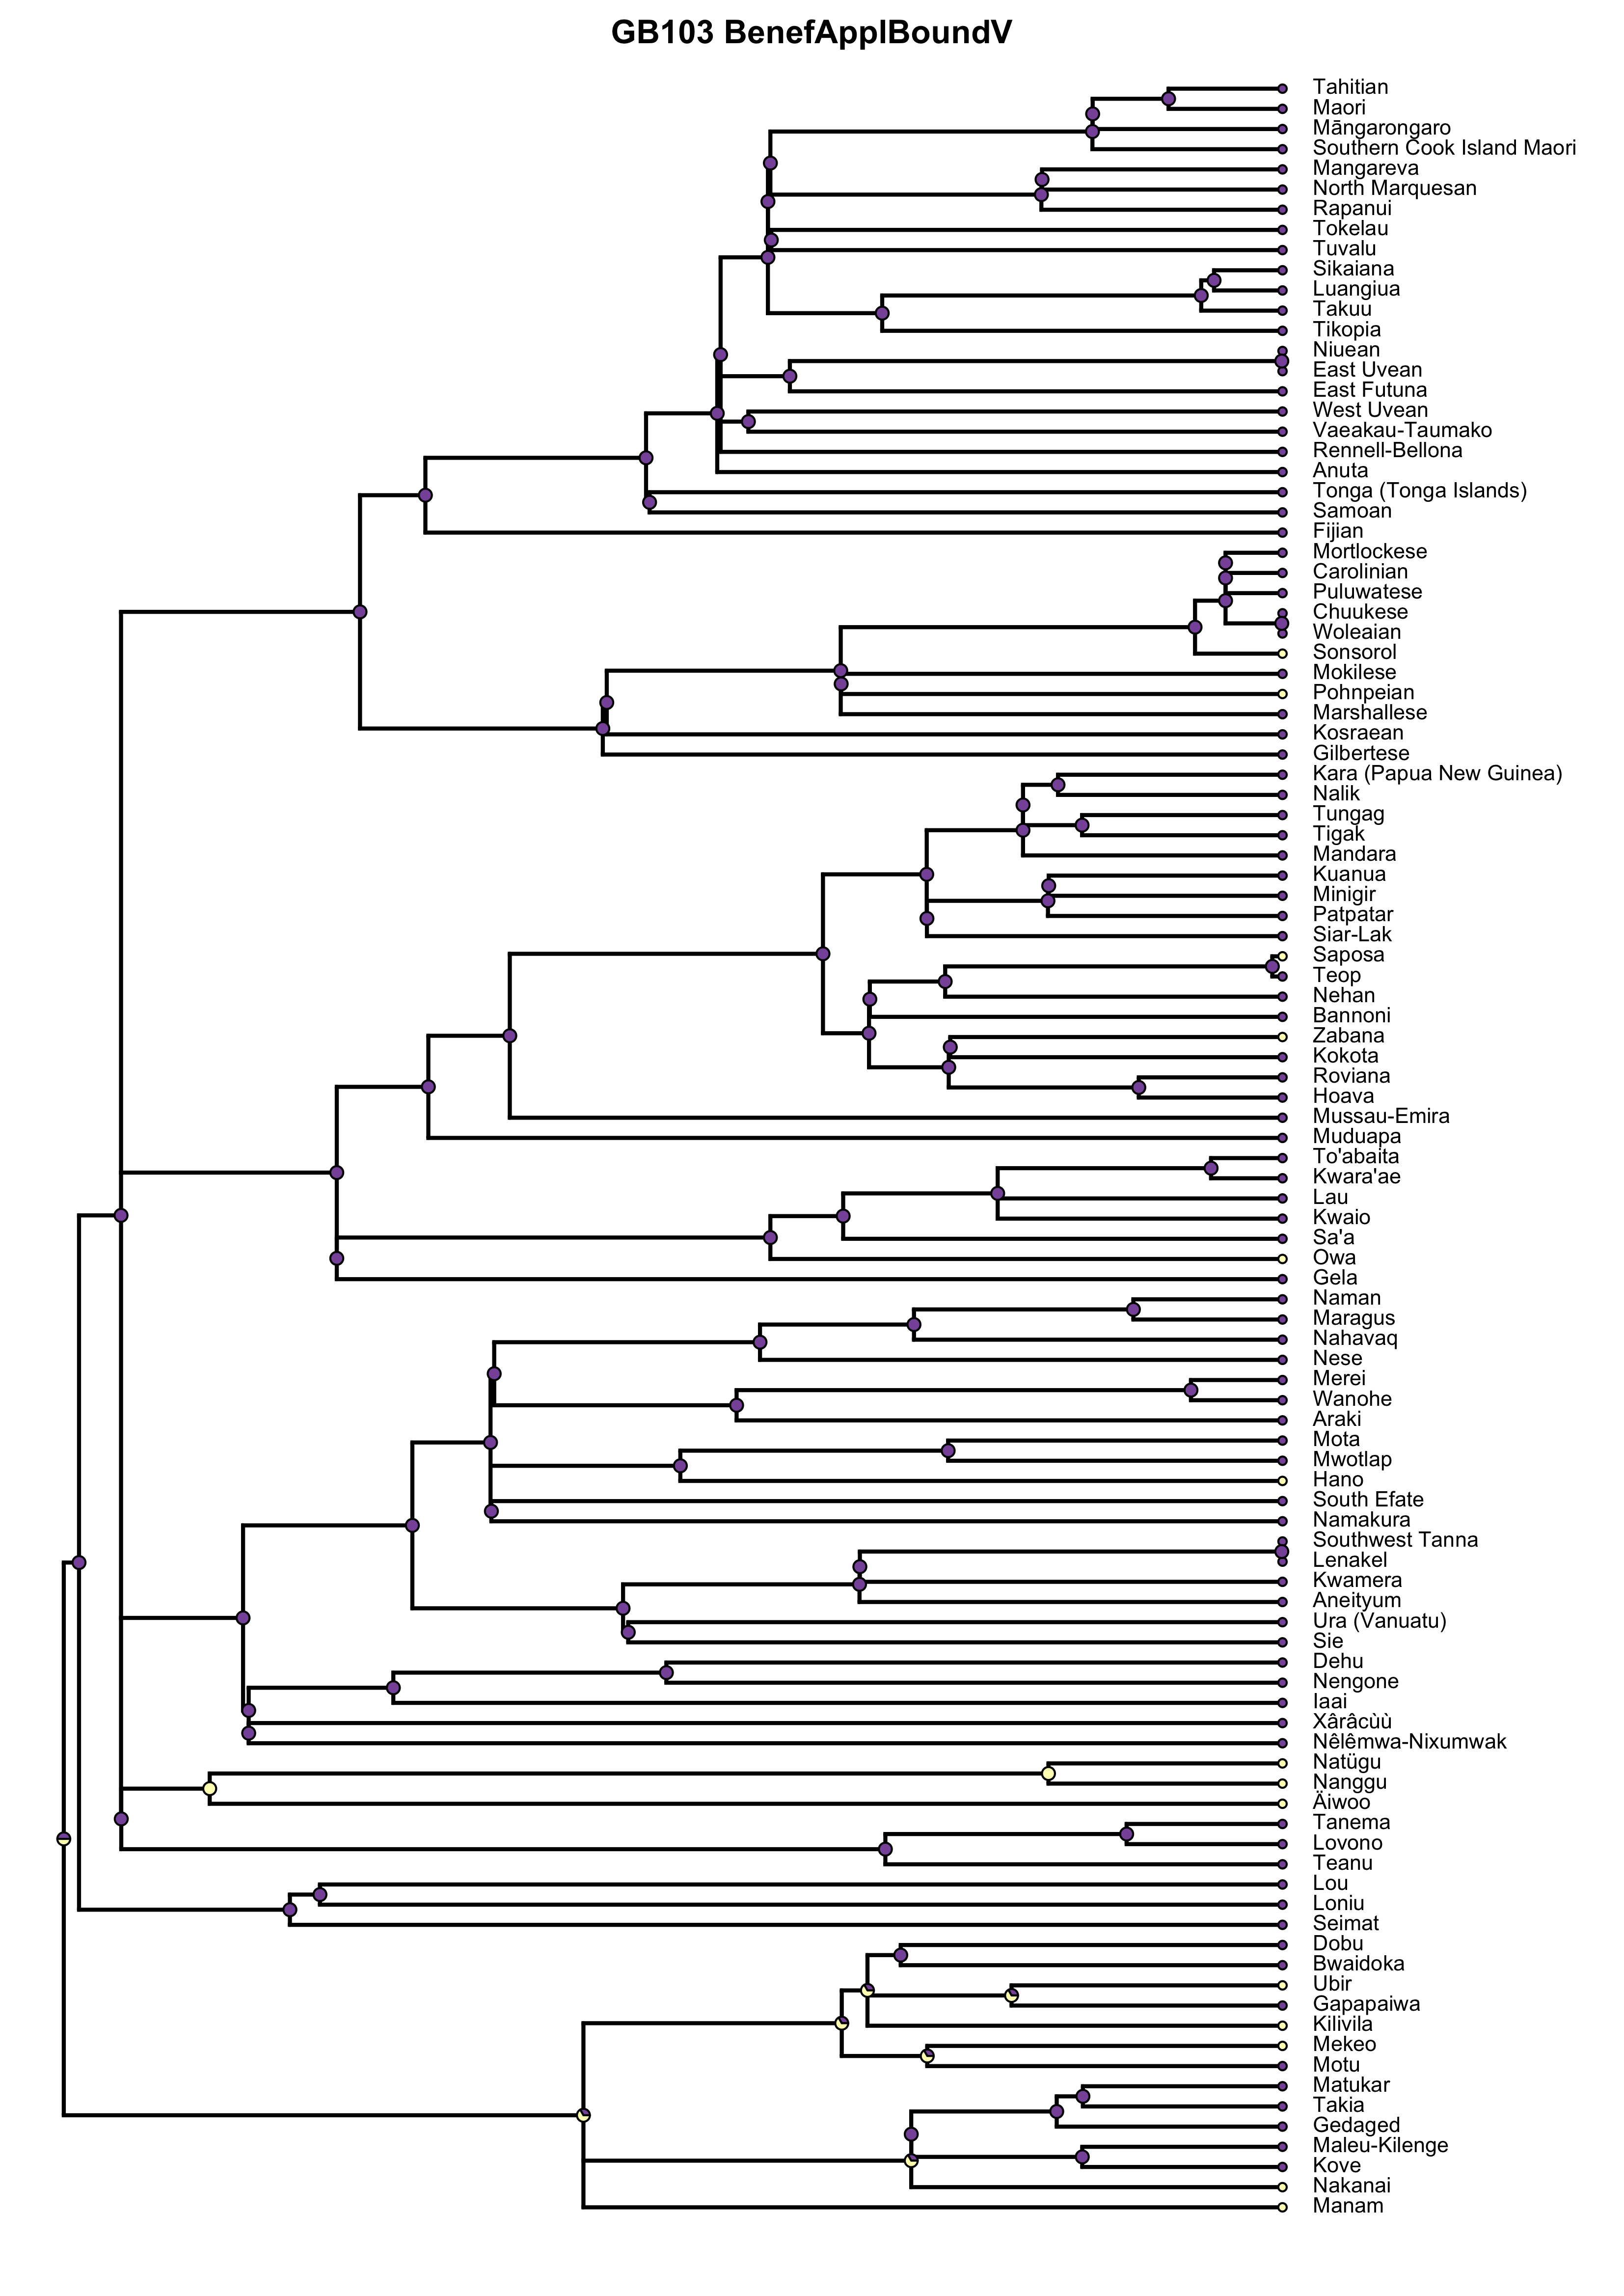 GB103 BenefApplBoundV
Tahitian
Maori
Māngarongaro
Southern Cook Island Maori
Mangareva
North Marquesan
Rapanui
Tokelau
Tuvalu
Sikaiana
Luangiua
Takuu
Tikopia
Niuean
East Uvean
East Futuna
West Uvean
Vaeakau-Taumako
Rennell-Bellona
Anuta
Tonga (Tonga Islands)
Samoan
Fijian
Mortlockese
Carolinian
Puluwatese
Chuukese
Woleaian
Sonsorol
Mokilese
Pohnpeian
Marshallese
Kosraean
Gilbertese
Kara (Papua New Guinea)
Nalik
Tungag
Tigak
Mandara
Kuanua
Minigir
Patpatar
Siar-Lak
Saposa
Teop
Nehan
Bannoni
Zabana
Kokota
Roviana
Hoava
Mussau-Emira
Muduapa
To'abaita
Kwara'ae
Lau
Kwaio
Sa'a
Owa
Gela
Naman
Maragus
Nahavaq
Nese
Merei
Wanohe
Araki
Mota
Mwotlap
Hano
South Efate
Namakura
Southwest Tanna
Lenakel
Kwamera
Aneityum
Ura (Vanuatu)
Sie
Dehu
Nengone
Iaai
Xârâcùù
Nêlêmwa-Nixumwak
Natügu
Nanggu
Äiwoo
Tanema
Lovono
Teanu
Lou
Loniu
Seimat
Dobu
Bwaidoka
Ubir
Gapapaiwa
Kilivila
Mekeo
Motu
Matukar
Takia
Gedaged
Maleu-Kilenge
Kove
Nakanai
Manam